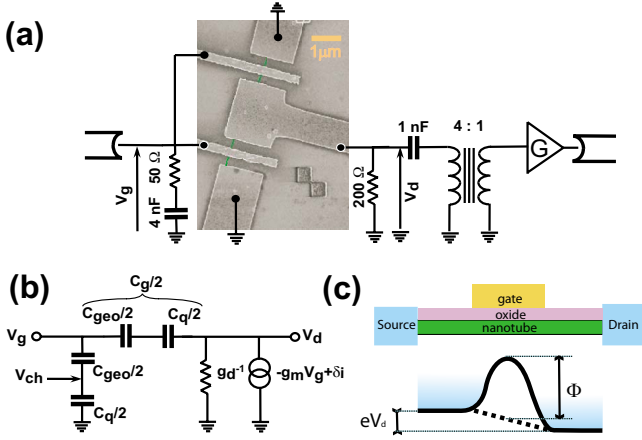 (a)
1μm
50 Ω
4 nF
Vg
200 Ω
1 nF
Vd
4 : 1
G
(b)
Cg/2
Cgeo/2
Cq/2
Vg
Vd
Cgeo/2
Vch
Cq/2
gd⁻¹
-gmVg+δi
(c)
gate
Source
oxide
nanotube
Drain
Φ
eVd